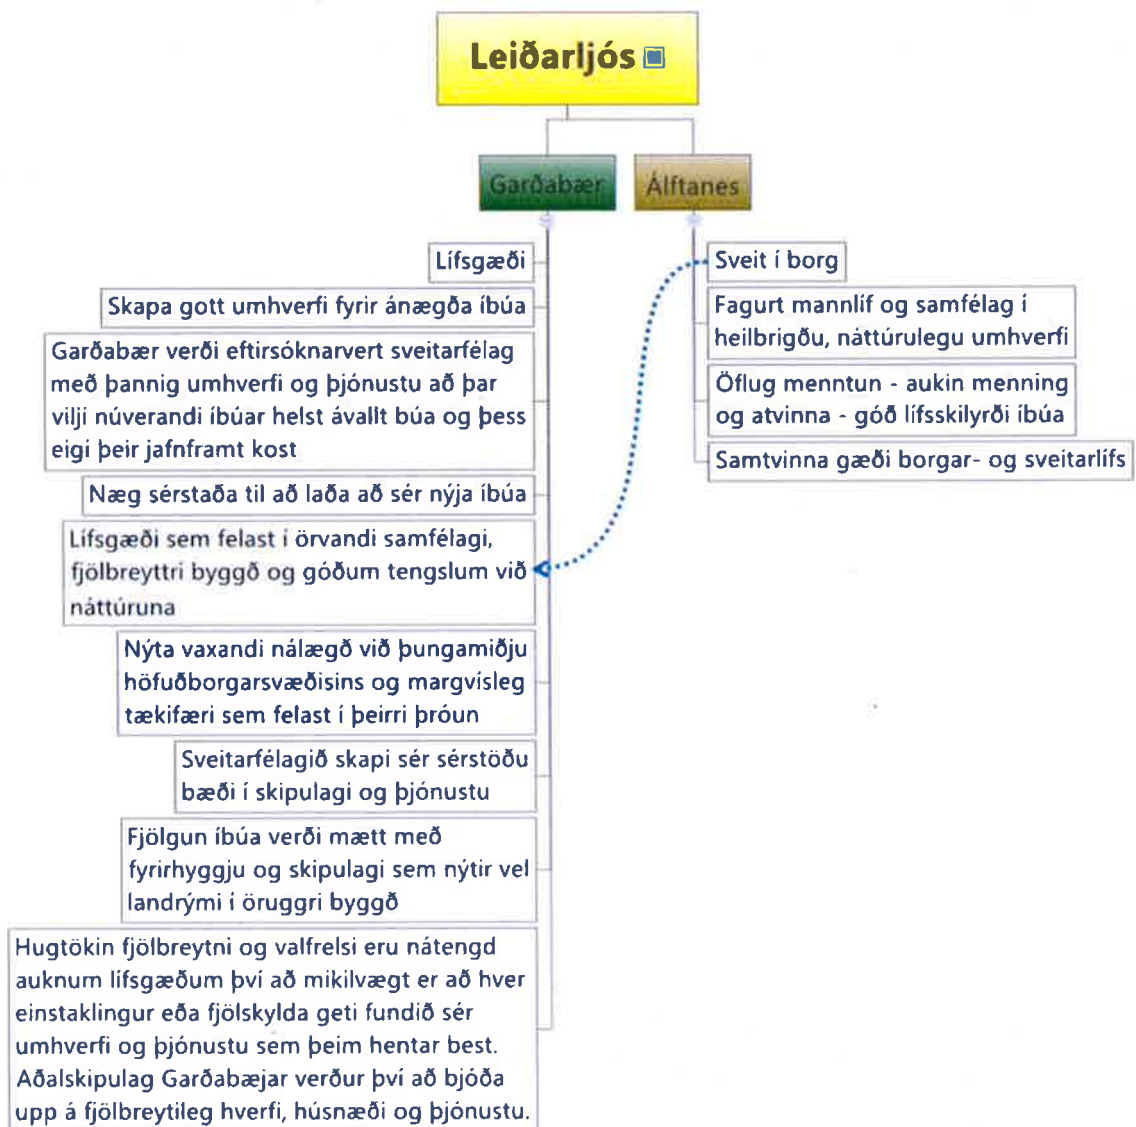 Leiðarljós
Garðabær
Álftanes
Lífsgæði
Skapa gott umhverfi fyrir ánægða íbúa
Garðabær verði eftirsóknarvert sveitarfélag
með þannig umhverfi og þjónustu að þar
vilji núverandi íbúar helst ávallt búa og þess
eigi þeir jafnframt kost
Næg sérstaða til að laða að sér nýja íbúa
Lífsgæði sem felast í örvandi samfélagi,
fjölbreyttri byggð og góðum tengslum við
náttúruna
Nýta vaxandi nálægð við þungamiðju
höfuðborgarsvæðisins og margvísleg
tækifæri sem felast í þeirri þróun
Sveitarfélagið skapi sér sérstöðu
bæði í skipulagi og þjónustu
Fjölgun íbúa verði mætt með
fyrirhyggju og skipulagi sem nýtir vel
landrými í öruggri byggð
Hugtökin fjölbreytni og valfrelsi eru nátengd
auknum lífsgæðum því að mikilvægt er að hver
einstaklingur eða fjölskylda geti fundið sér
umhverfi og þjónustu sem þeim hentar best.
Aðalskipulag Garðabæjar verður því að bjóða
upp á fjölbreytileg hverfi, húsnæði og þjónustu.
Sveit í borg
Fagurt mannlíf og samfélag í
heilbrigðu, náttúrulegu umhverfi
Öflug menntun - aukin menning
og atvinna - góð lífsskilyrði íbúa
Samtvinna gæði borgar- og sveitarlífs